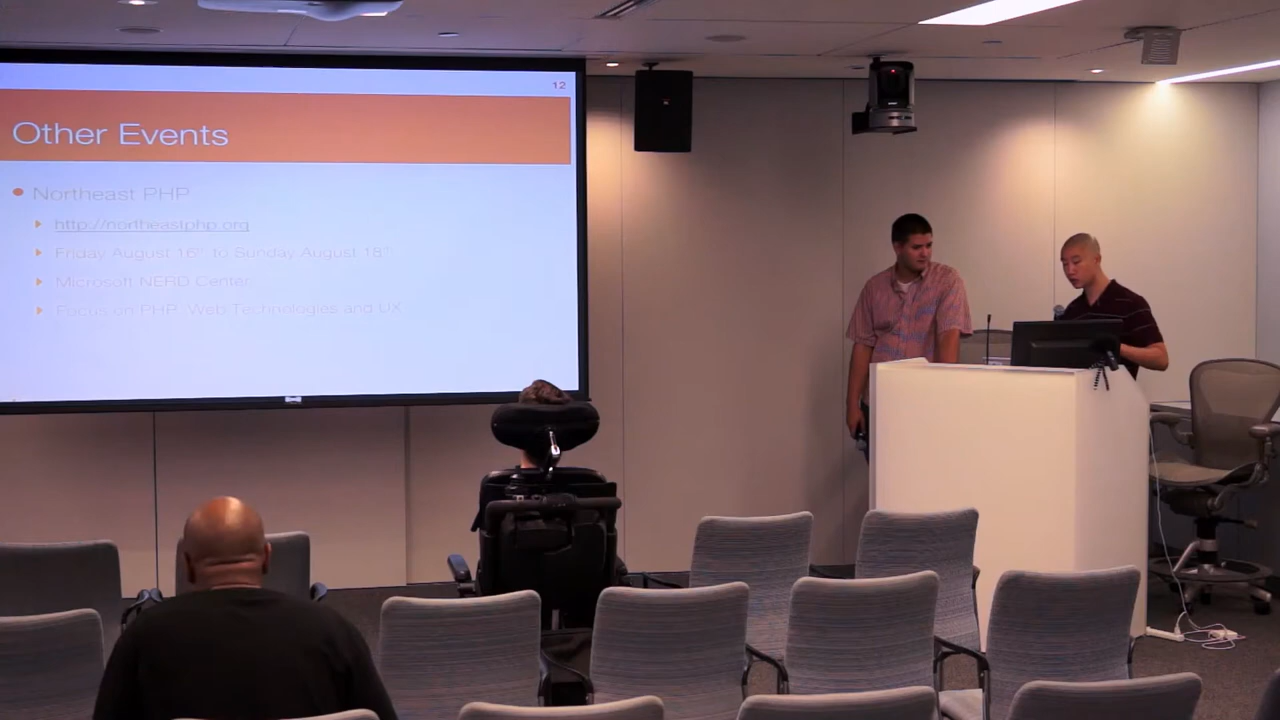 12
Other Events
Northeast PHP
http://northeastphp.org
Friday August 16th to Sunday August 18th
Microsoft NERD Center
Focus on PHP, Web Technologies and UX